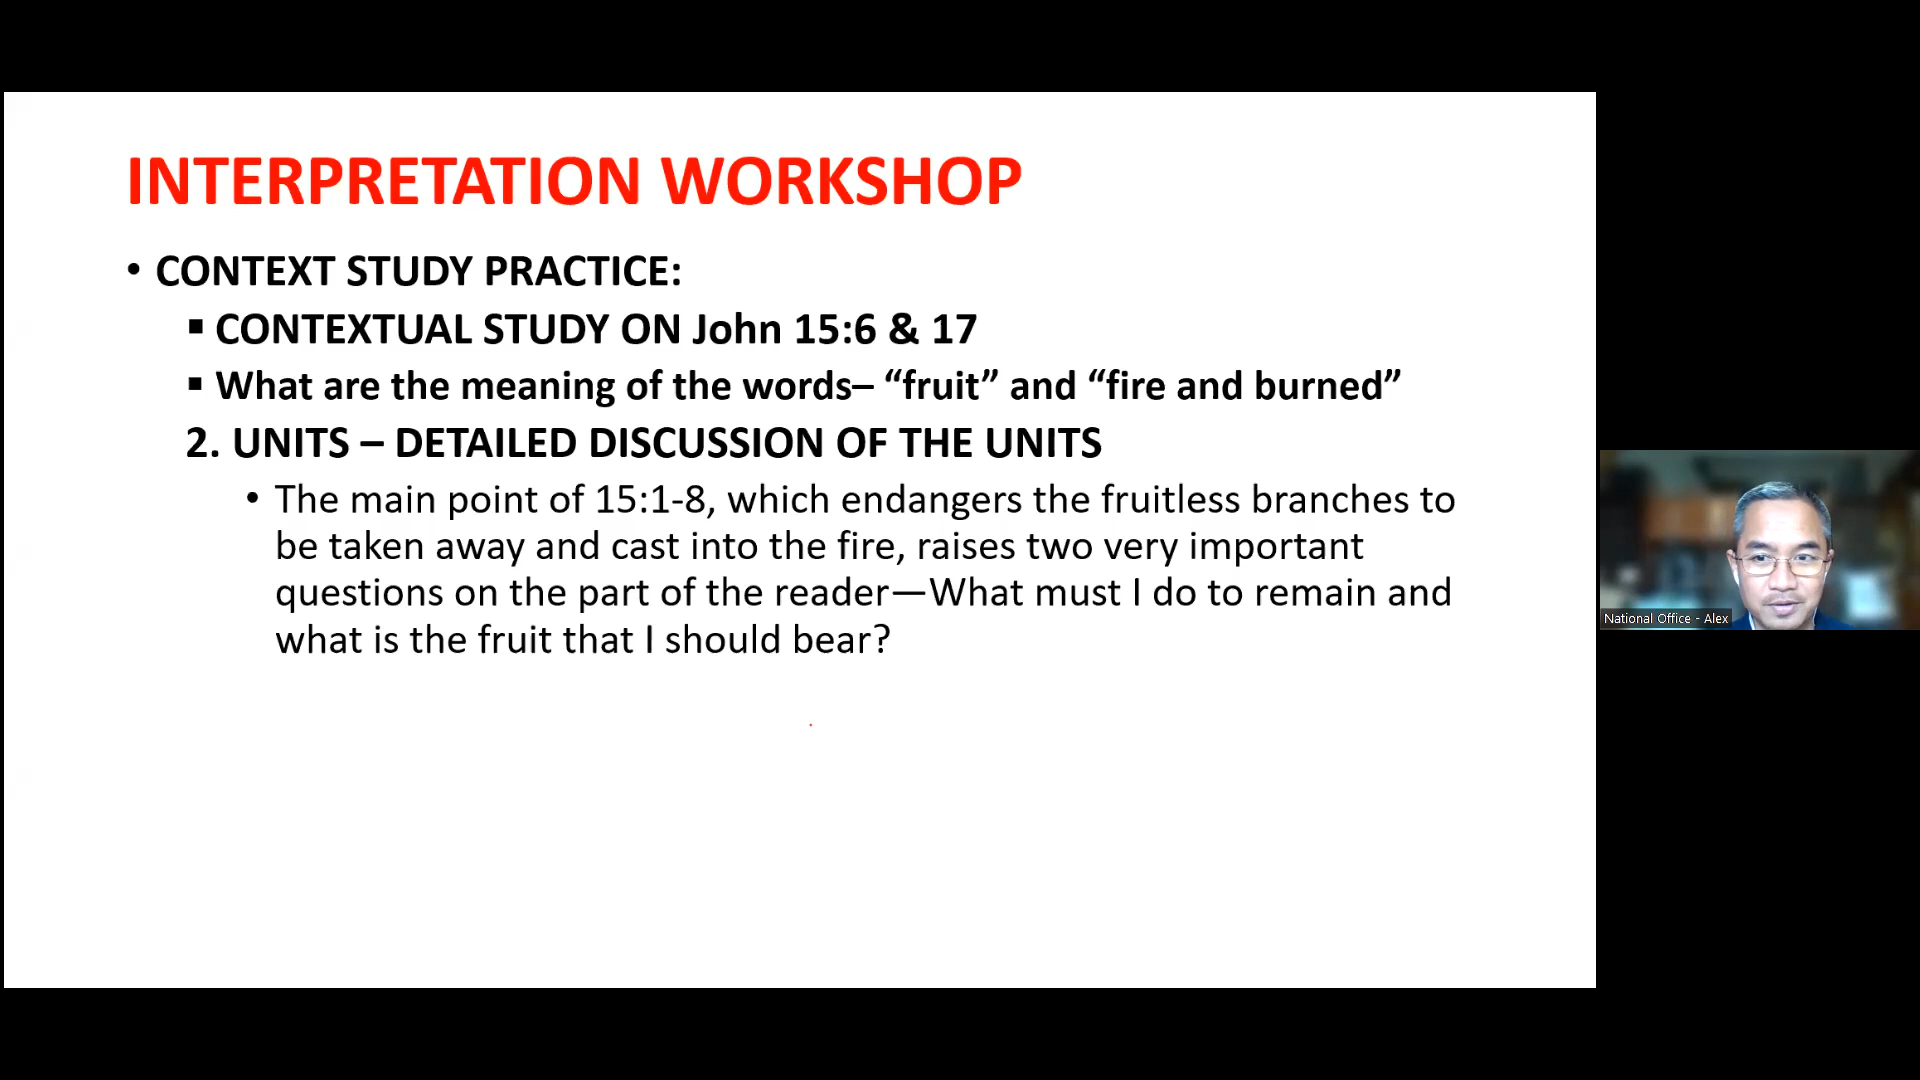 INTERPRETATION WORKSHOP
• CONTEXT STUDY PRACTICE:
▪ CONTEXTUAL STUDY ON John 15:6 & 17
▪ What are the meaning of the words– “fruit” and “fire and burned”
2. UNITS – DETAILED DISCUSSION OF THE UNITS
• The main point of 15:1-8, which endangers the fruitless branches to
be taken away and cast into the fire, raises two very important
questions on the part of the reader—What must I do to remain and
what is the fruit that I should bear?
National Office - Alex